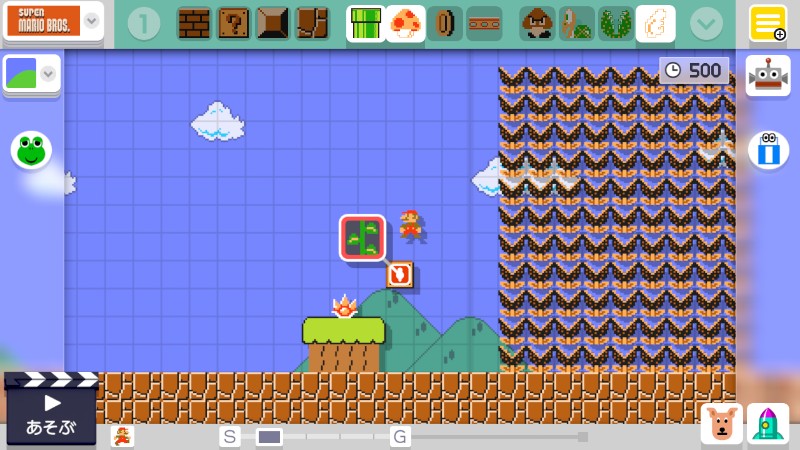 SUPER
MARIO BROS.
1
?
500
あそぶ
S
G